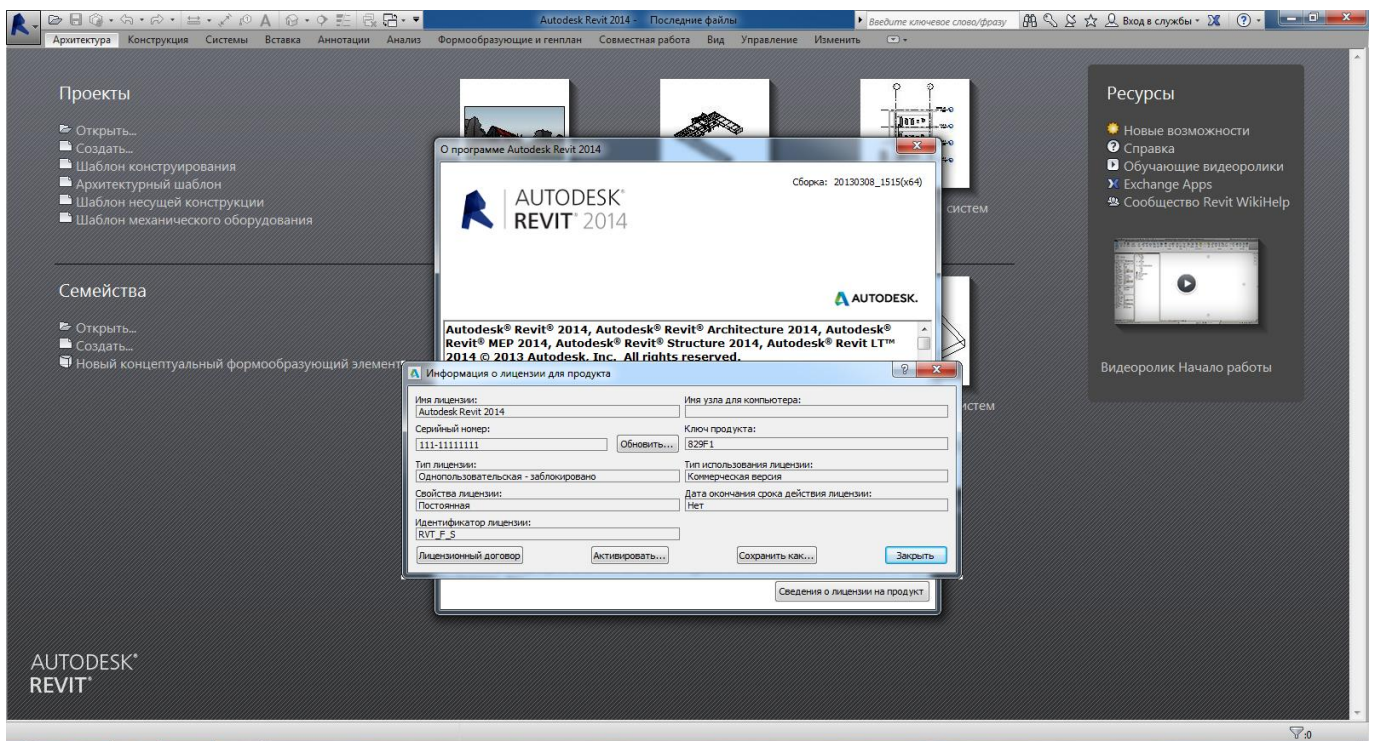 Autodesk Revit 2014 - Последние файлы
Введите ключевое слово/фразу
Вход в службы
Архитектура Конструкция Системы Вставка Аннотации Анализ Формообразующие и генплан Совместная работа Вид Управление Изменить
Проекты
Открыть...
Создать...
Шаблон конструирования
Архитектурный шаблон
Шаблон несущей конструкции
Шаблон механического оборудования
Семейства
Открыть...
Создать...
Новый концептуальный формообразующий элемент
систем
О программе Autodesk Revit 2014
Сборка: 20130308_1515(x64)
AUTODESK®
REVIT® 2014
AUTODESK.
Autodesk® Revit® 2014, Autodesk® Revit® Architecture 2014, Autodesk®
Revit® MEP 2014, Autodesk® Revit® Structure 2014, Autodesk® Revit LT™
2014 © 2013 Autodesk, Inc. All rights reserved.
Информация о лицензии для продукта
Имя лицензии:
Autodesk Revit 2014
Имя узла для компьютера:
Серийный номер:
111-11111111
Обновить...
Ключ продукта:
829F1
Тип лицензии:
Однопользовательская - заблокировано
Тип использования лицензии:
Коммерческая версия
Свойства лицензии:
Постоянная
Дата окончания срока действия лицензии:
Нет
Идентификатор лицензии:
RVT_F_S
Лицензионный договор
Активировать...
Сохранить как...
Закрыть
Сведения о лицензии на продукт
истем
Ресурсы
Новые возможности
Справка
Обучающие видеоролики
Exchange Apps
Сообщество Revit WikiHelp
Видеоролик Начало работы
AUTODESK®
REVIT®
:0